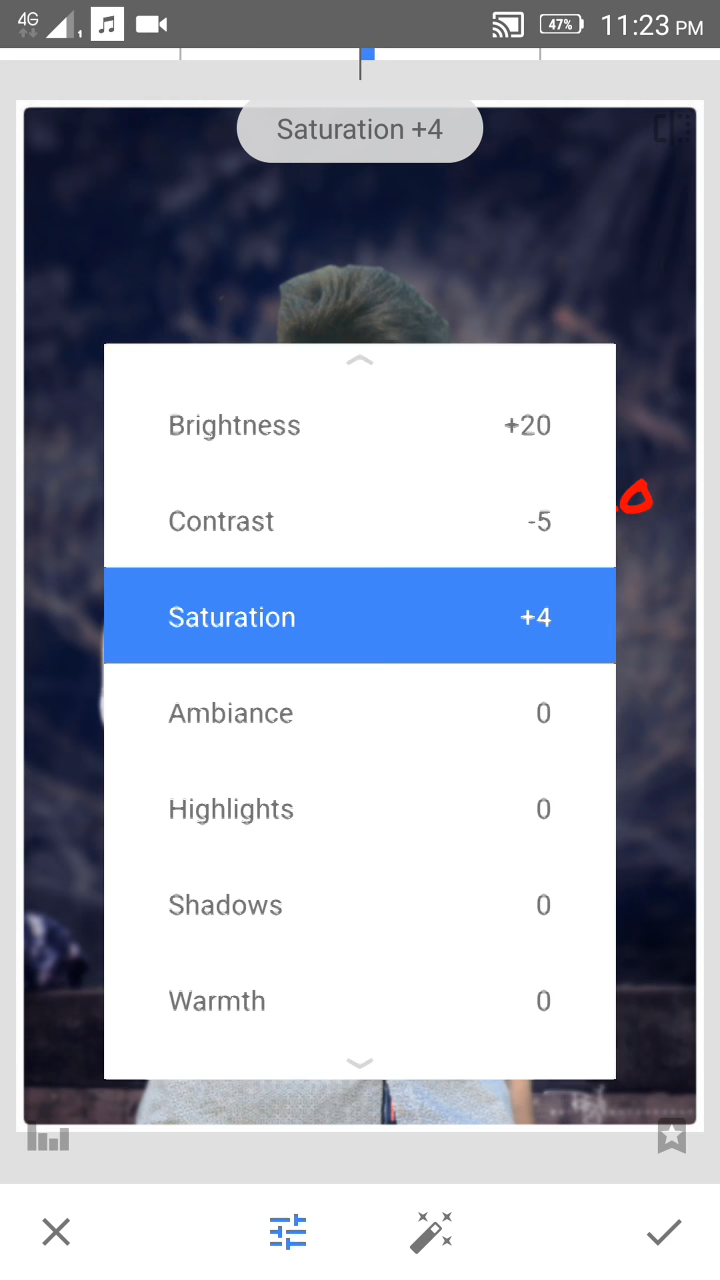 4G 1 47% 11:23 PM
Saturation +4
Brightness +20
Contrast -5
Saturation +4
Ambiance 0
Highlights 0
Shadows 0
Warmth 0